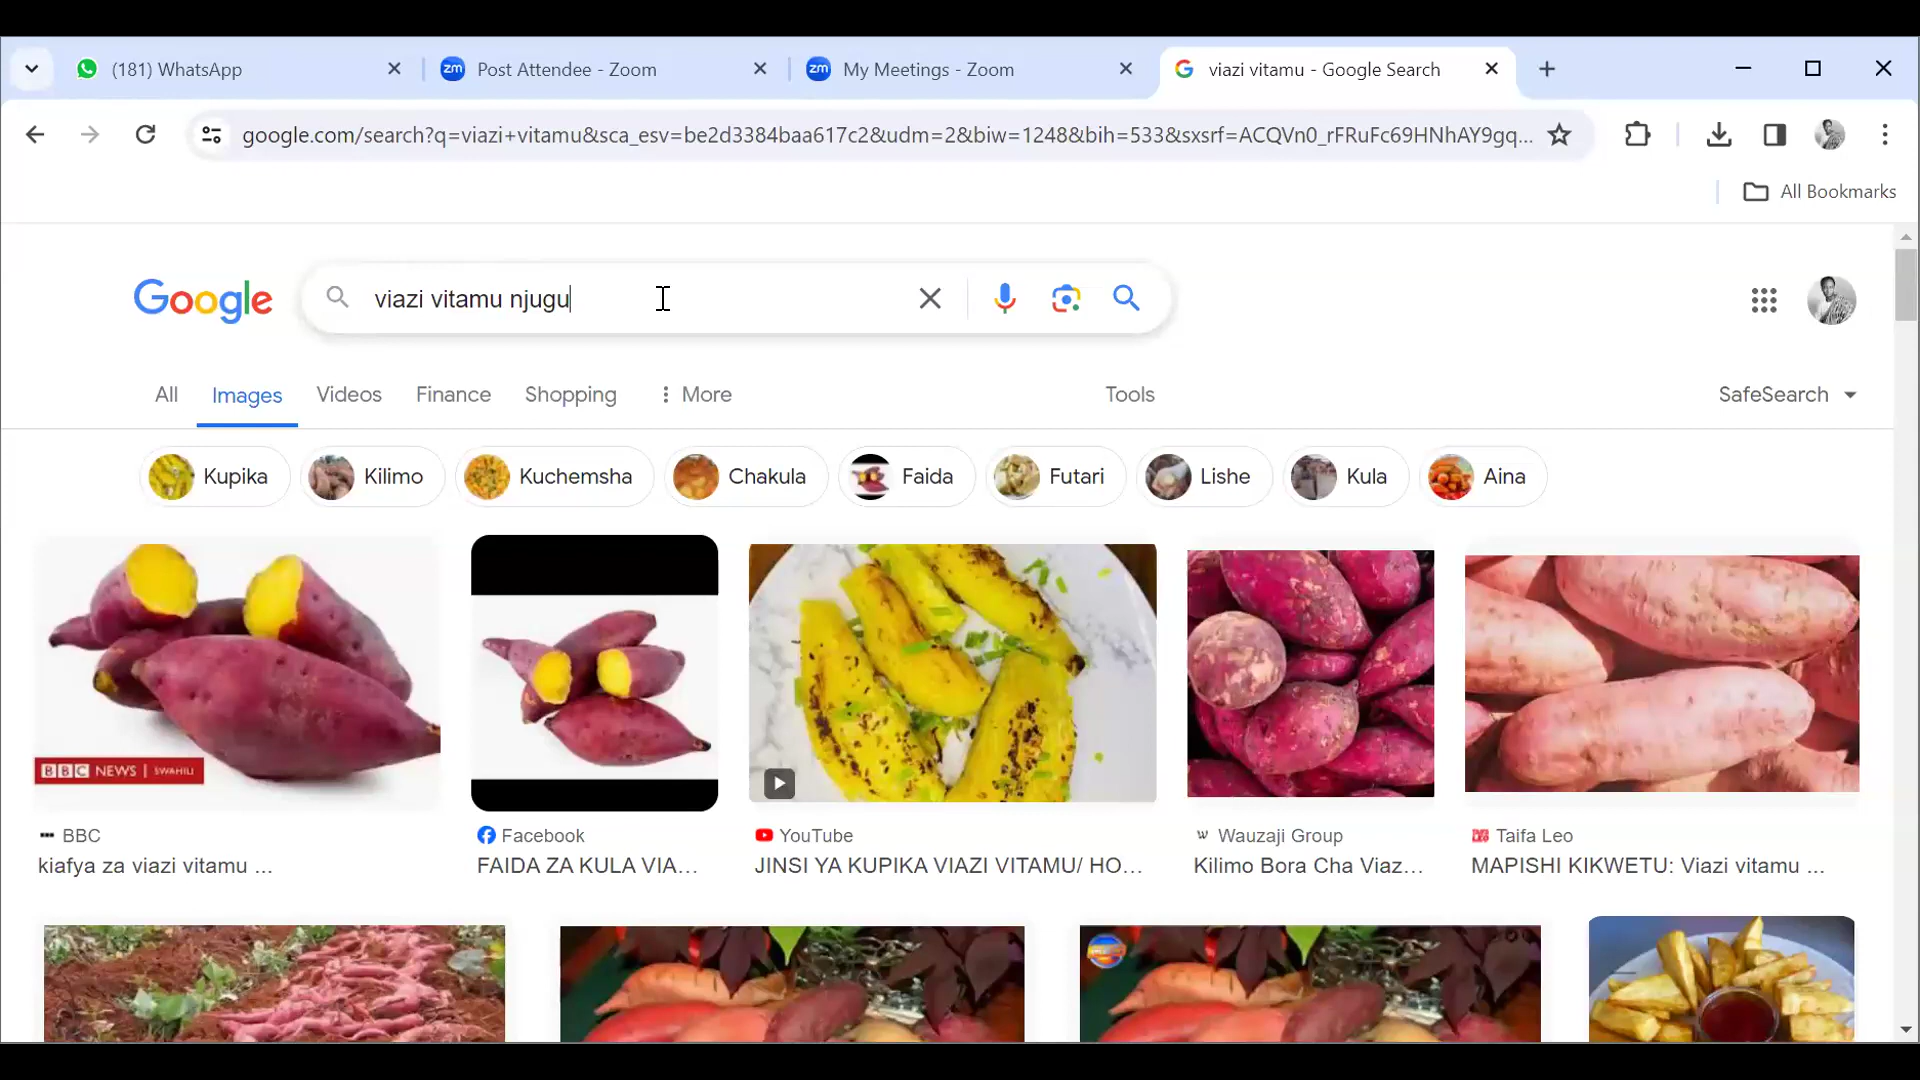 (181) WhatsApp
Post Attendee - Zoom
My Meetings - Zoom
viazi vitamu - Google Search
google.com/search?q=viazi+vitamu&sca_esv=be2d3384baa617c2&udm=2&biw=1248&bih=533&sxsrf=ACQVn0_rFRuFc69HNhAY9gq...
All Bookmarks
Google
viazi vitamu njugu
All
Images
Videos
Finance
Shopping
More
Tools
SafeSearch
Kupika
Kilimo
Kuchemsha
Chakula
Faida
Futari
Lishe
Kula
Aina
BBC NEWS | SWAHILI
BBC
Facebook
YouTube
Wauzaji Group
Taifa Leo
kiafya za viazi vitamu ...
FAIDA ZA KULA VIA...
JINSI YA KUPIKA VIAZI VITAMU/ HO...
Kilimo Bora Cha Viaz...
MAPISHI KIKWETU: Viazi vitamu ...